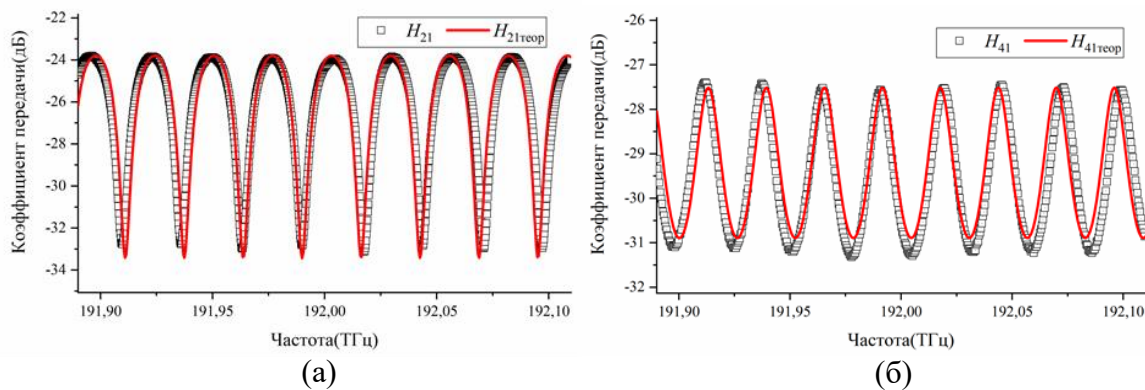 -22
-24
-26
-28
-30
-32
-34
Коэффициент передачи(дБ)
H21 H21теор
191,90 191,95 192,00 192,05 192,10
Частота(ТГц)
(а)
-26
-27
-28
-29
-30
-31
-32
Коэффициент передачи(дБ)
H41 H41теор
191,90 191,95 192,00 192,05 192,10
Частота(ТГц)
(б)